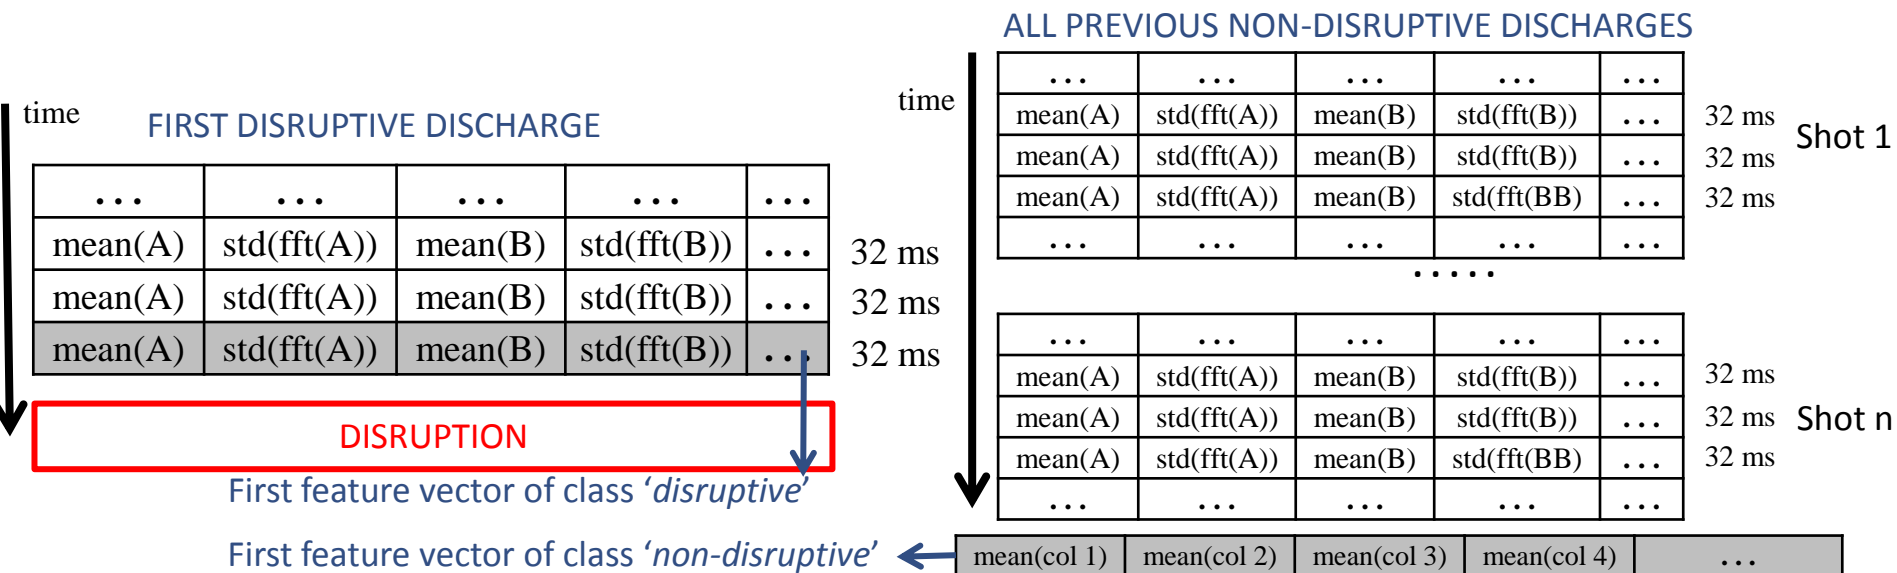 time
FIRST DISRUPTIVE DISCHARGE
... ... ... ... ...
mean(A) std(fft(A)) mean(B) std(fft(B)) ... 32 ms
mean(A) std(fft(A)) mean(B) std(fft(B)) ... 32 ms
mean(A) std(fft(A)) mean(B) std(fft(B)) ... 32 ms
DISRUPTION
First feature vector of class ‘disruptive’
ALL PREVIOUS NON-DISRUPTIVE DISCHARGES
time
... ... ... ... ...
mean(A) std(fft(A)) mean(B) std(fft(B)) ... 32 ms
mean(A) std(fft(A)) mean(B) std(fft(B)) ... 32 ms
Shot 1
mean(A) std(fft(A)) mean(B) std(fft(BB) ... 32 ms
... ... ... ... ...
.....
... ... ... ... ...
mean(A) std(fft(A)) mean(B) std(fft(B)) ... 32 ms
mean(A) std(fft(A)) mean(B) std(fft(B)) ... 32 ms Shot n
mean(A) std(fft(A)) mean(B) std(fft(BB) ... 32 ms
... ... ... ... ...
First feature vector of class ‘non-disruptive’ mean(col 1) mean(col 2) mean(col 3) mean(col 4) ...